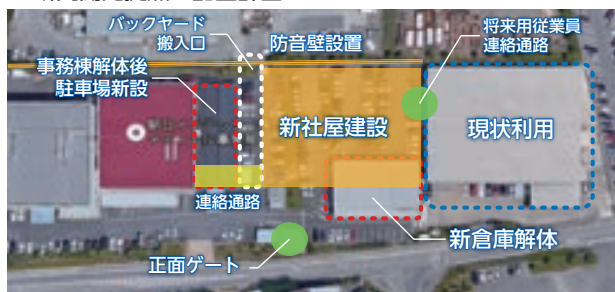 バックヤード
搬入口
防音壁設置
将来用従業員
連絡通路
事務棟解体後
駐車場新設
新社屋建設
現状利用
連絡通路
新倉庫解体
正面ゲート